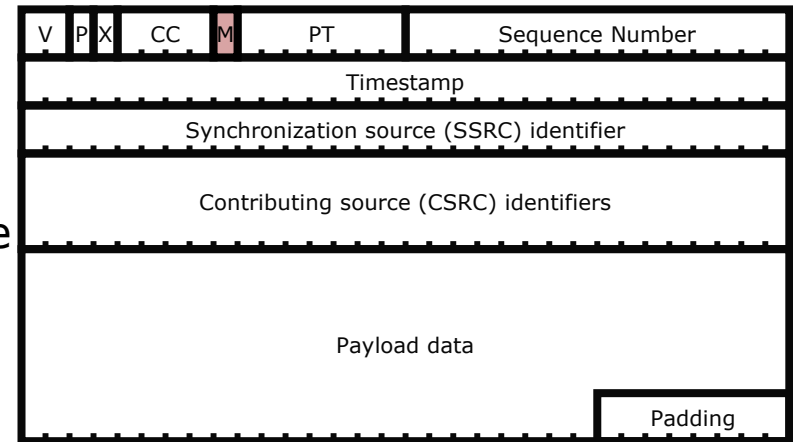 V P X CC M PT Sequence Number
Timestamp
Synchronization source (SSRC) identifier
Contributing source (CSRC) identifiers
e
Payload data
Padding